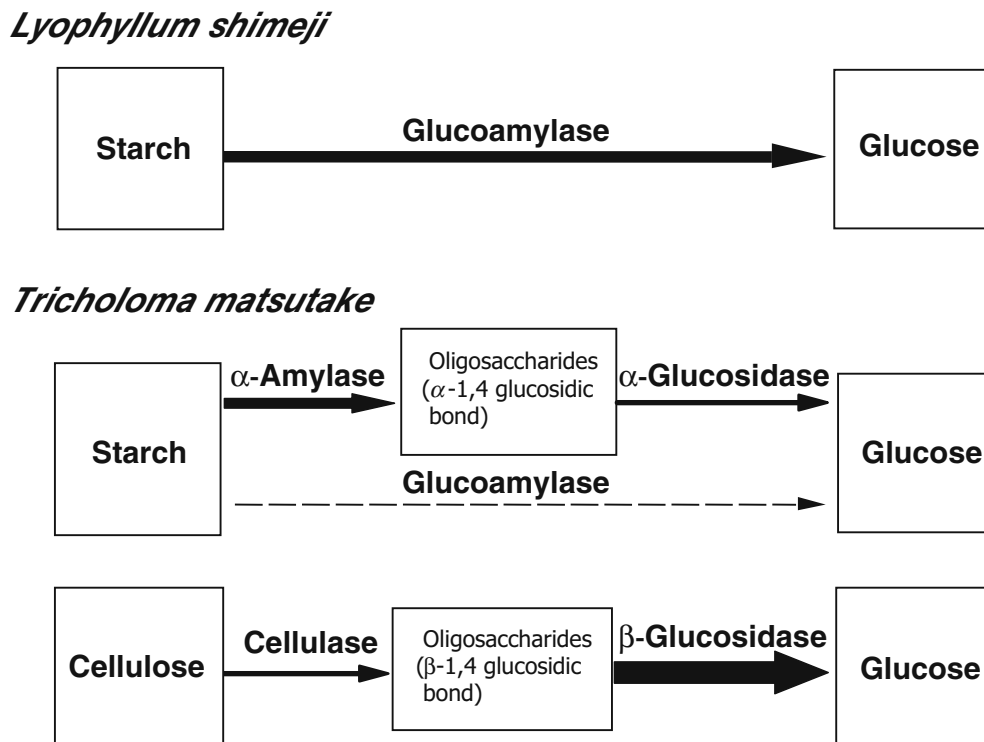 Lyophyllum shimeji
Starch
Glucoamylase
Glucose
Tricholoma matsutake
Starch
α-Amylase
Oligosaccharides
(α-1,4 glucosidic
bond)
α-Glucosidase
Glucoamylase
Glucose
Cellulose
Cellulase
Oligosaccharides
(β-1,4 glucosidic
bond)
β-Glucosidase
Glucose